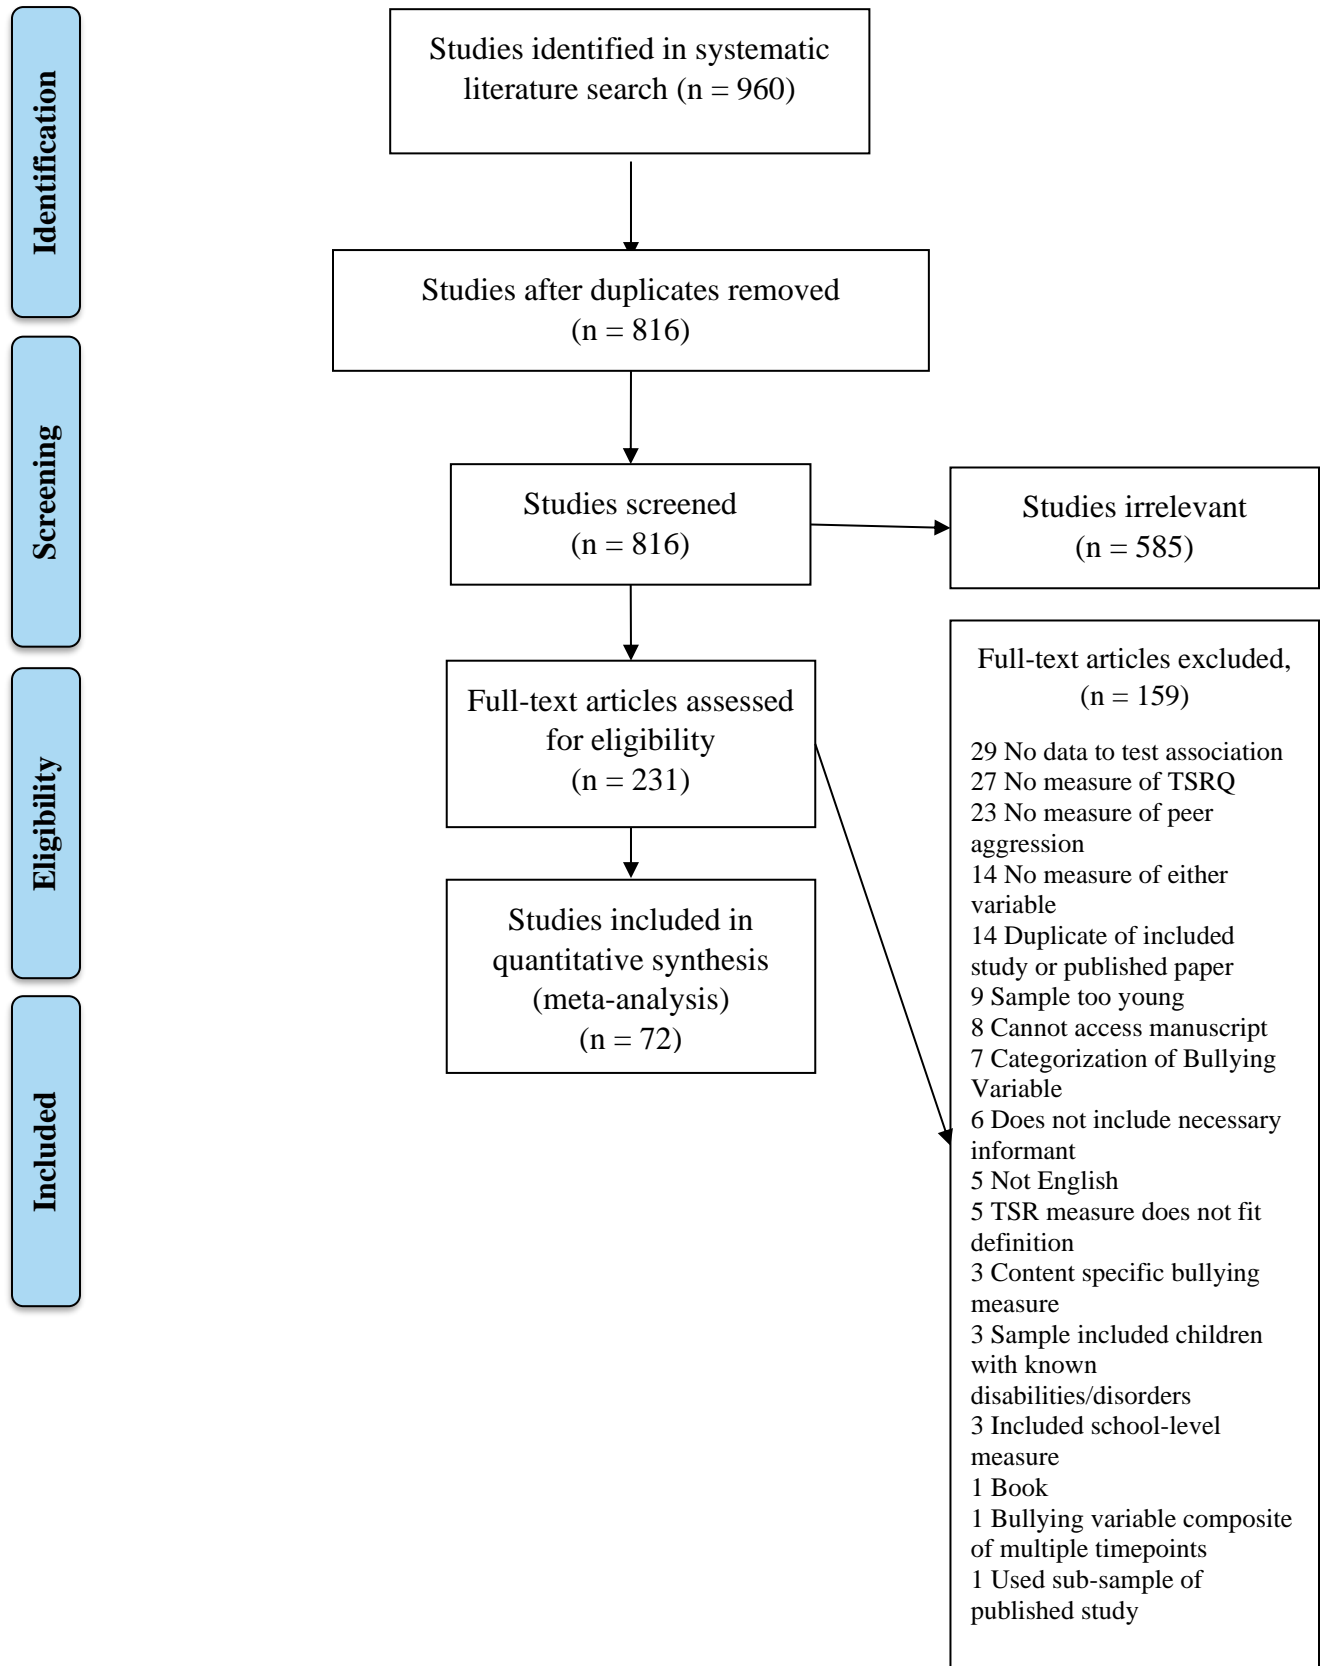 Identification
Studies identified in systematic
literature search (n = 960)
Studies after duplicates removed
(n = 816)
Screening
Studies screened
(n = 816)
Studies irrelevant
(n = 585)
Eligibility
Full-text articles assessed
for eligibility
(n = 231)
Full-text articles excluded,
(n = 159)
29 No data to test association
27 No measure of TSRQ
23 No measure of peer
aggression
14 No measure of either
variable
14 Duplicate of included
study or published paper
9 Sample too young
8 Cannot access manuscript
7 Categorization of Bullying
Variable
6 Does not include necessary
informant
5 Not English
5 TSR measure does not fit
definition
3 Content specific bullying
measure
3 Sample included children
with known
disabilities/disorders
3 Included school-level
measure
1 Book
1 Bullying variable composite
of multiple timepoints
1 Used sub-sample of
published study
Included
Studies included in
quantitative synthesis
(meta-analysis)
(n = 72)